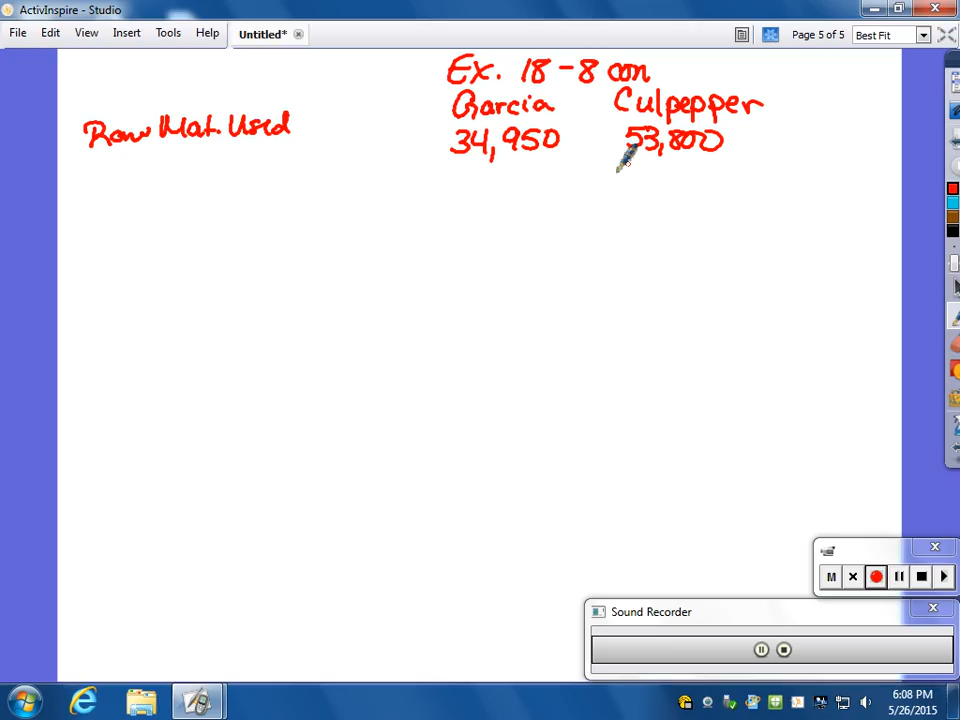 ActivInspire - Studio
File Edit View Insert Tools Help Untitled* Page 5 of 5 Best Fit
Ex. 18-8 con
Garcia Culpepper
Raw Mat. Used 34,950 53,800
M
Sound Recorder
6:08 PM
5/26/2015